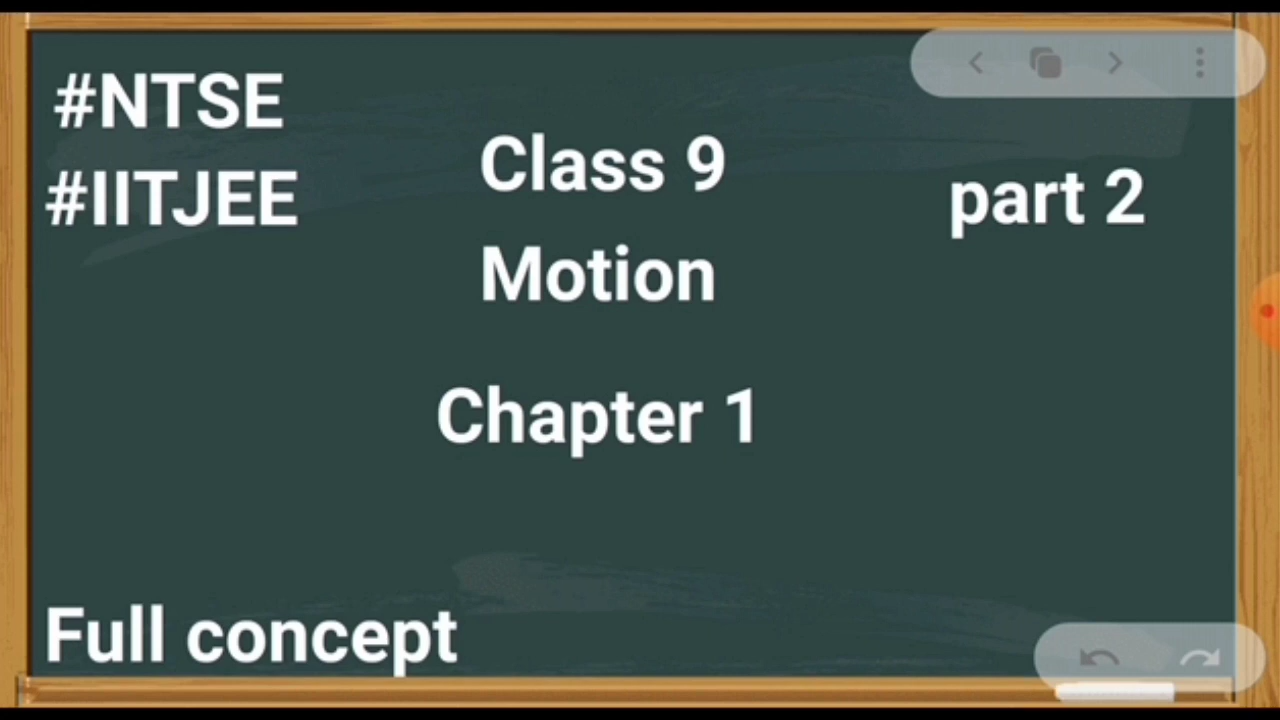 #NTSE
#IITJEE
Class 9
Motion
part 2
Chapter 1
Full concept